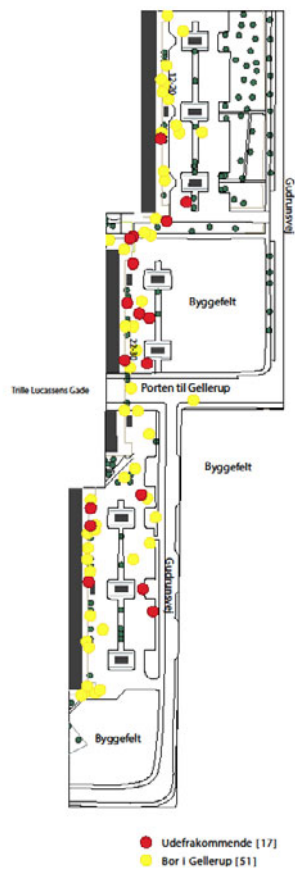 12-20
Gudrunsvej
Byggefelt
22-30
Trille Lucassens Gade
Porten til Gellerup
Byggefelt
Gudrunsvej
Byggefelt
Udefrakommende [17]
Bor i Gellerup [51]